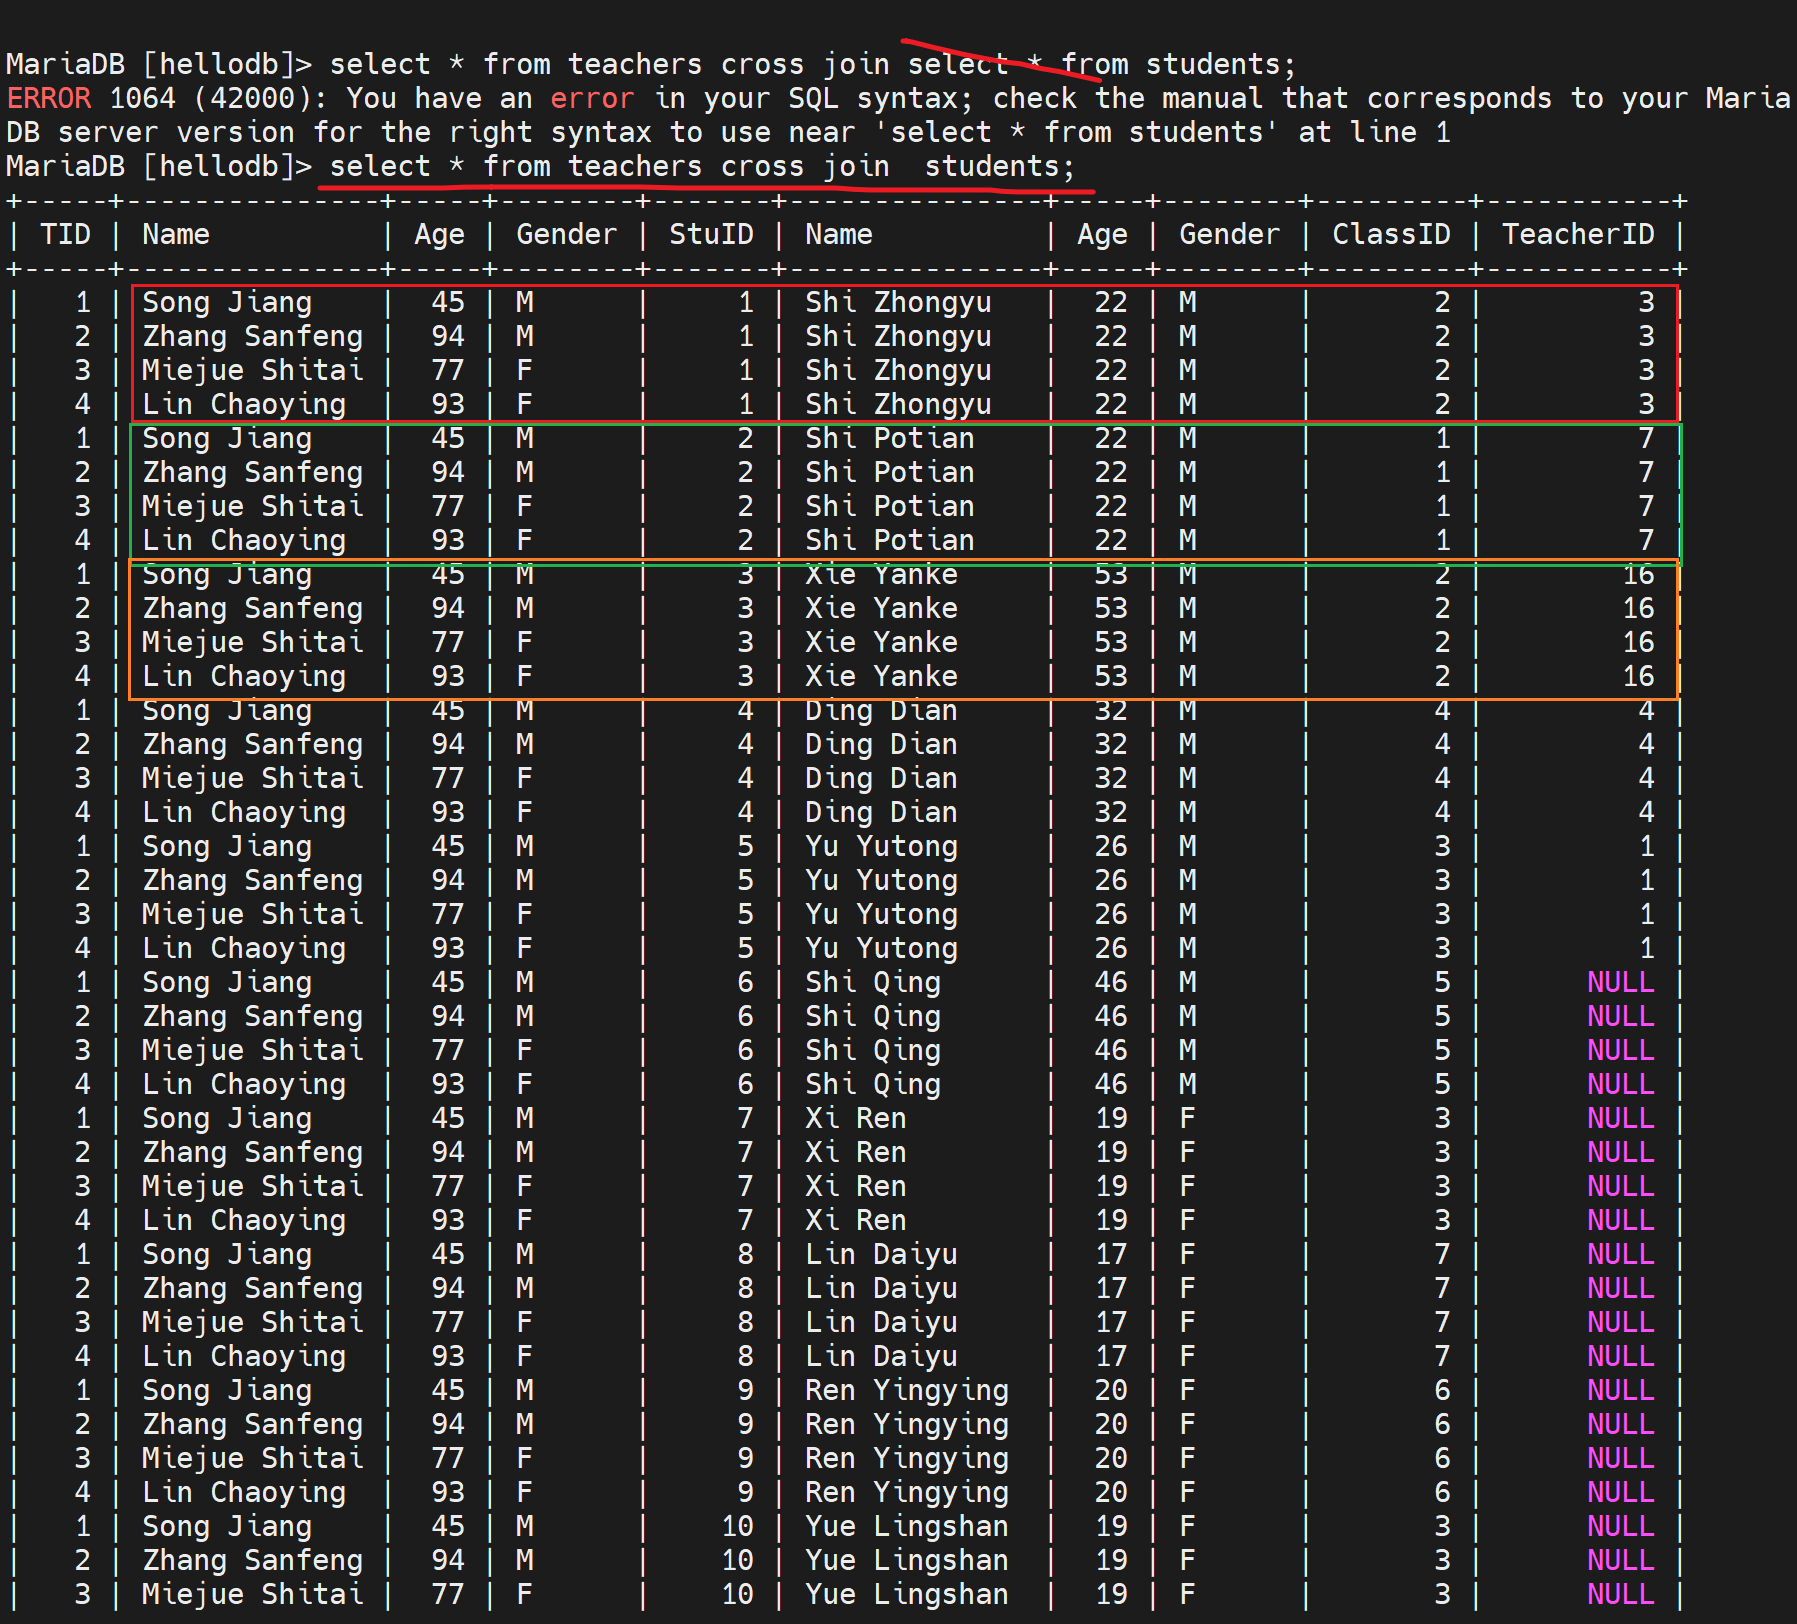 MariaDB [hellodb]> select * from teachers cross join select * from students;
ERROR 1064 (42000): You have an error in your SQL syntax; check the manual that corresponds to your Maria
DB server version for the right syntax to use near 'select * from students' at line 1
MariaDB [hellodb]> select * from teachers cross join  students;
+-----+---------------+-----+--------+-------+---------------+-----+--------+---------+-----------+
| TID | Name          | Age | Gender | StuID | Name          | Age | Gender | ClassID | TeacherID |
+-----+---------------+-----+--------+-------+---------------+-----+--------+---------+-----------+
|   1 | Song Jiang    |  45 | M      |     1 | Shi Zhongyu   |  22 | M      |       2 |         3 |
|   2 | Zhang Sanfeng |  94 | M      |     1 | Shi Zhongyu   |  22 | M      |       2 |         3 |
|   3 | Miejue Shitai |  77 | F      |     1 | Shi Zhongyu   |  22 | M      |       2 |         3 |
|   4 | Lin Chaoying  |  93 | F      |     1 | Shi Zhongyu   |  22 | M      |       2 |         3 |
|   1 | Song Jiang    |  45 | M      |     2 | Shi Potian    |  22 | M      |       1 |         7 |
|   2 | Zhang Sanfeng |  94 | M      |     2 | Shi Potian    |  22 | M      |       1 |         7 |
|   3 | Miejue Shitai |  77 | F      |     2 | Shi Potian    |  22 | M      |       1 |         7 |
|   4 | Lin Chaoying  |  93 | F      |     2 | Shi Potian    |  22 | M      |       1 |         7 |
|   1 | Song Jiang    |  45 | M      |     3 | Xie Yanke     |  53 | M      |       2 |        16 |
|   2 | Zhang Sanfeng |  94 | M      |     3 | Xie Yanke     |  53 | M      |       2 |        16 |
|   3 | Miejue Shitai |  77 | F      |     3 | Xie Yanke     |  53 | M      |       2 |        16 |
|   4 | Lin Chaoying  |  93 | F      |     3 | Xie Yanke     |  53 | M      |       2 |        16 |
|   1 | Song Jiang    |  45 | M      |     4 | Ding Dian     |  32 | M      |       4 |         4 |
|   2 | Zhang Sanfeng |  94 | M      |     4 | Ding Dian     |  32 | M      |       4 |         4 |
|   3 | Miejue Shitai |  77 | F      |     4 | Ding Dian     |  32 | M      |       4 |         4 |
|   4 | Lin Chaoying  |  93 | F      |     4 | Ding Dian     |  32 | M      |       4 |         4 |
|   1 | Song Jiang    |  45 | M      |     5 | Yu Yutong     |  26 | M      |       3 |         1 |
|   2 | Zhang Sanfeng |  94 | M      |     5 | Yu Yutong     |  26 | M      |       3 |         1 |
|   3 | Miejue Shitai |  77 | F      |     5 | Yu Yutong     |  26 | M      |       3 |         1 |
|   4 | Lin Chaoying  |  93 | F      |     5 | Yu Yutong     |  26 | M      |       3 |         1 |
|   1 | Song Jiang    |  45 | M      |     6 | Shi Qing      |  46 | M      |       5 |      NULL |
|   2 | Zhang Sanfeng |  94 | M      |     6 | Shi Qing      |  46 | M      |       5 |      NULL |
|   3 | Miejue Shitai |  77 | F      |     6 | Shi Qing      |  46 | M      |       5 |      NULL |
|   4 | Lin Chaoying  |  93 | F      |     6 | Shi Qing      |  46 | M      |       5 |      NULL |
|   1 | Song Jiang    |  45 | M      |     7 | Xi Ren        |  19 | F      |       3 |      NULL |
|   2 | Zhang Sanfeng |  94 | M      |     7 | Xi Ren        |  19 | F      |       3 |      NULL |
|   3 | Miejue Shitai |  77 | F      |     7 | Xi Ren        |  19 | F      |       3 |      NULL |
|   4 | Lin Chaoying  |  93 | F      |     7 | Xi Ren        |  19 | F      |       3 |      NULL |
|   1 | Song Jiang    |  45 | M      |     8 | Lin Daiyu     |  17 | F      |       7 |      NULL |
|   2 | Zhang Sanfeng |  94 | M      |     8 | Lin Daiyu     |  17 | F      |       7 |      NULL |
|   3 | Miejue Shitai |  77 | F      |     8 | Lin Daiyu     |  17 | F      |       7 |      NULL |
|   4 | Lin Chaoying  |  93 | F      |     8 | Lin Daiyu     |  17 | F      |       7 |      NULL |
|   1 | Song Jiang    |  45 | M      |     9 | Ren Yingying  |  20 | F      |       6 |      NULL |
|   2 | Zhang Sanfeng |  94 | M      |     9 | Ren Yingying  |  20 | F      |       6 |      NULL |
|   3 | Miejue Shitai |  77 | F      |     9 | Ren Yingying  |  20 | F      |       6 |      NULL |
|   4 | Lin Chaoying  |  93 | F      |     9 | Ren Yingying  |  20 | F      |       6 |      NULL |
|   1 | Song Jiang    |  45 | M      |    10 | Yue Lingshan  |  19 | F      |       3 |      NULL |
|   2 | Zhang Sanfeng |  94 | M      |    10 | Yue Lingshan  |  19 | F      |       3 |      NULL |
|   3 | Miejue Shitai |  77 | F      |    10 | Yue Lingshan  |  19 | F      |       3 |      NULL |